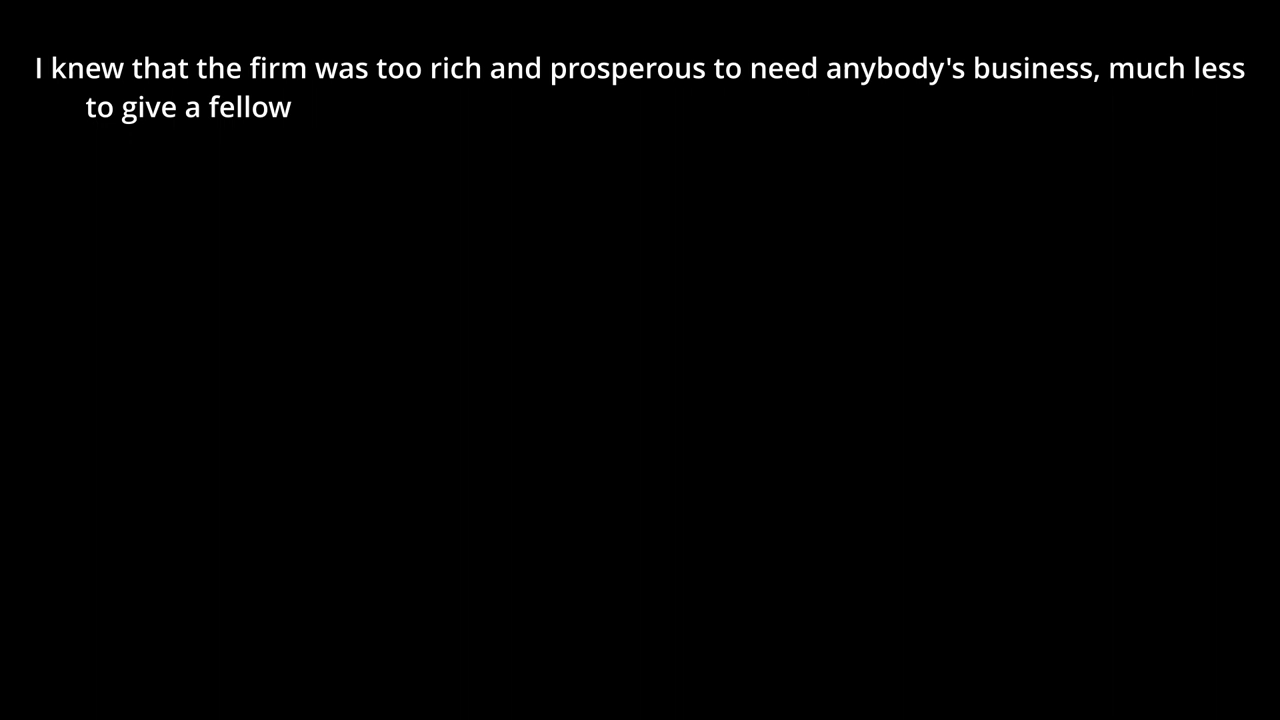 I knew that the firm was too rich and prosperous to need anybody's business, much less
to give a fellow